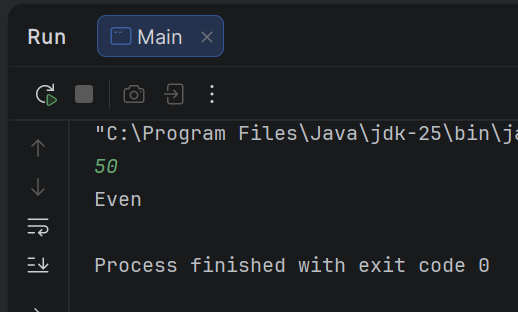 Run Main
"C:\Program Files\Java\jdk-25\bin\ja
50
Even
Process finished with exit code 0